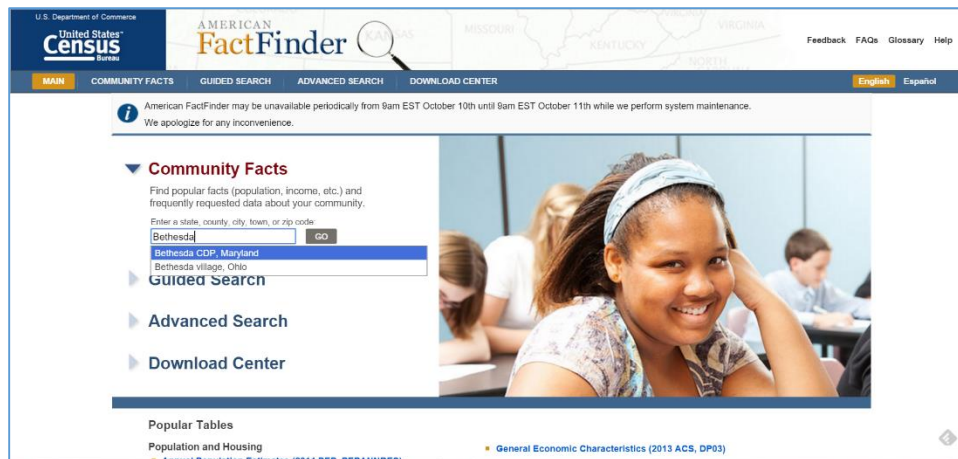 U.S. Department of Commerce
United States™
Census
Bureau
AMERICAN
FactFinder
KANSAS
MISSOURI
KENTUCKY
VIRGINIA
NORTH
Feedback FAQs Glossary Help
MAIN COMMUNITY FACTS GUIDED SEARCH ADVANCED SEARCH DOWNLOAD CENTER English Español
American FactFinder may be unavailable periodically from 9am EST October 10th until 9am EST October 11th while we perform system maintenance.
We apologize for any inconvenience.
Community Facts
Find popular facts (population, income, etc.) and
frequently requested data about your community.
Enter a state, county, city, town, or zip code:
Bethesda GO
Bethesda CDP, Maryland
Bethesda village, Ohio
Guided Search
Advanced Search
Download Center
Popular Tables
Population and Housing
General Economic Characteristics (2013 ACS, DP03)